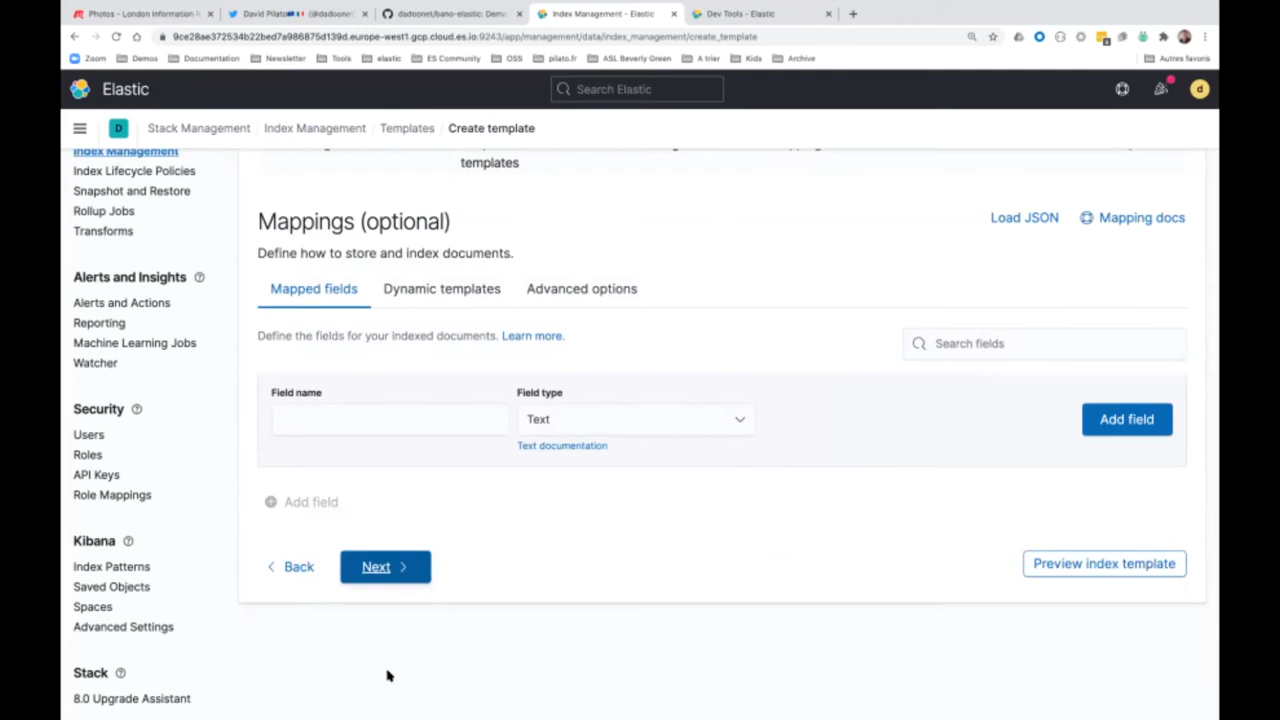 Photos - London Information R
David Pilato (@dadoonet
dadoonet/bano-elastic: Demo
Index Management - Elastic
Dev Tools - Elastic
9ce28ae372534b22bed7a986875d139d.europe-west1.gcp.cloud.es.io:9243/app/management/data/index_management/create_template
Zoom Demos Documentation Newsletter Tools elastic ES Community OSS pilato.fr ASL Beverly Green A trier Kids Archive Autres favoris
Elastic
Search Elastic
d
D Stack Management Index Management Templates Create template
Index Management
Index Lifecycle Policies
Snapshot and Restore
Rollup Jobs
Transforms
Alerts and Insights
Alerts and Actions
Reporting
Machine Learning Jobs
Watcher
Security
Users
Roles
API Keys
Role Mappings
Kibana
Index Patterns
Saved Objects
Spaces
Advanced Settings
Stack
8.0 Upgrade Assistant
templates
Mappings (optional)
Load JSON Mapping docs
Define how to store and index documents.
Mapped fields Dynamic templates Advanced options
Define the fields for your indexed documents. Learn more.
Search fields
Field name Field type
Text
Add field
Text documentation
Add field
Back Next
Preview index template